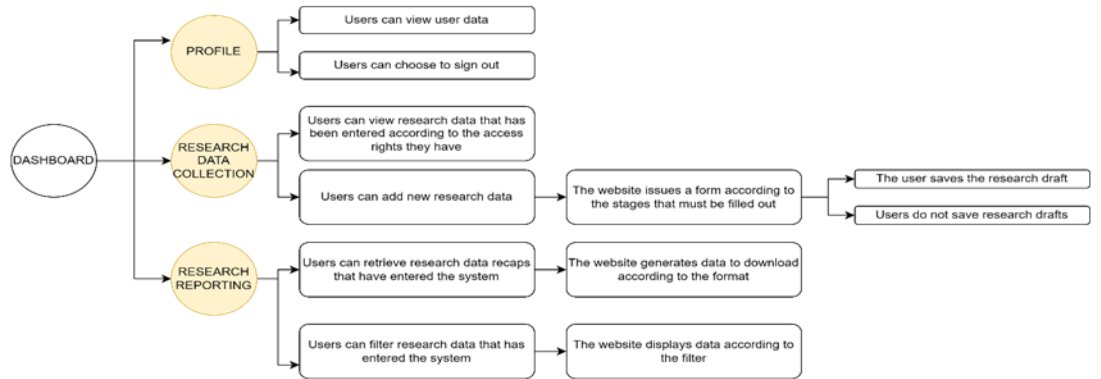 Users can view user data
PROFILE
Users can choose to sign out
Users can view research data that has
been entered according to the access
rights they have
DASHBOARD
RESEARCH
DATA
COLLECTION
Users can add new research data
The website issues a form according to
the stages that must be filled out
The user saves the research draft
Users do not save research drafts
RESEARCH
REPORTING
Users can retrieve research data recaps
that have entered the system
The website generates data to download
according to the format
Users can filter research data that has
entered the system
The website displays data according to
the filter